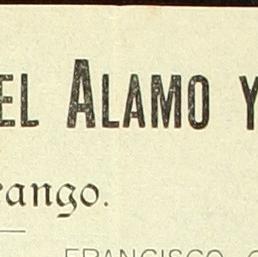 EL ALAMO Y
rango.
FRANCISCO